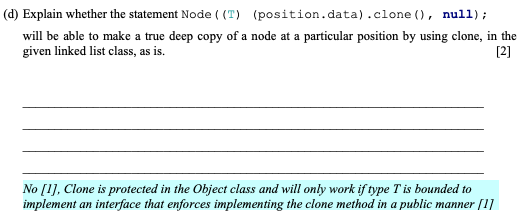 (d) Explain whether the statement Node((T) (position.data).clone(), null);
will be able to make a true deep copy of a node at a particular position by using clone, in the
given linked list class, as is. [2]
No [1], Clone is protected in the Object class and will only work if type T is bounded to
implement an interface that enforces implementing the clone method in a public manner [1]